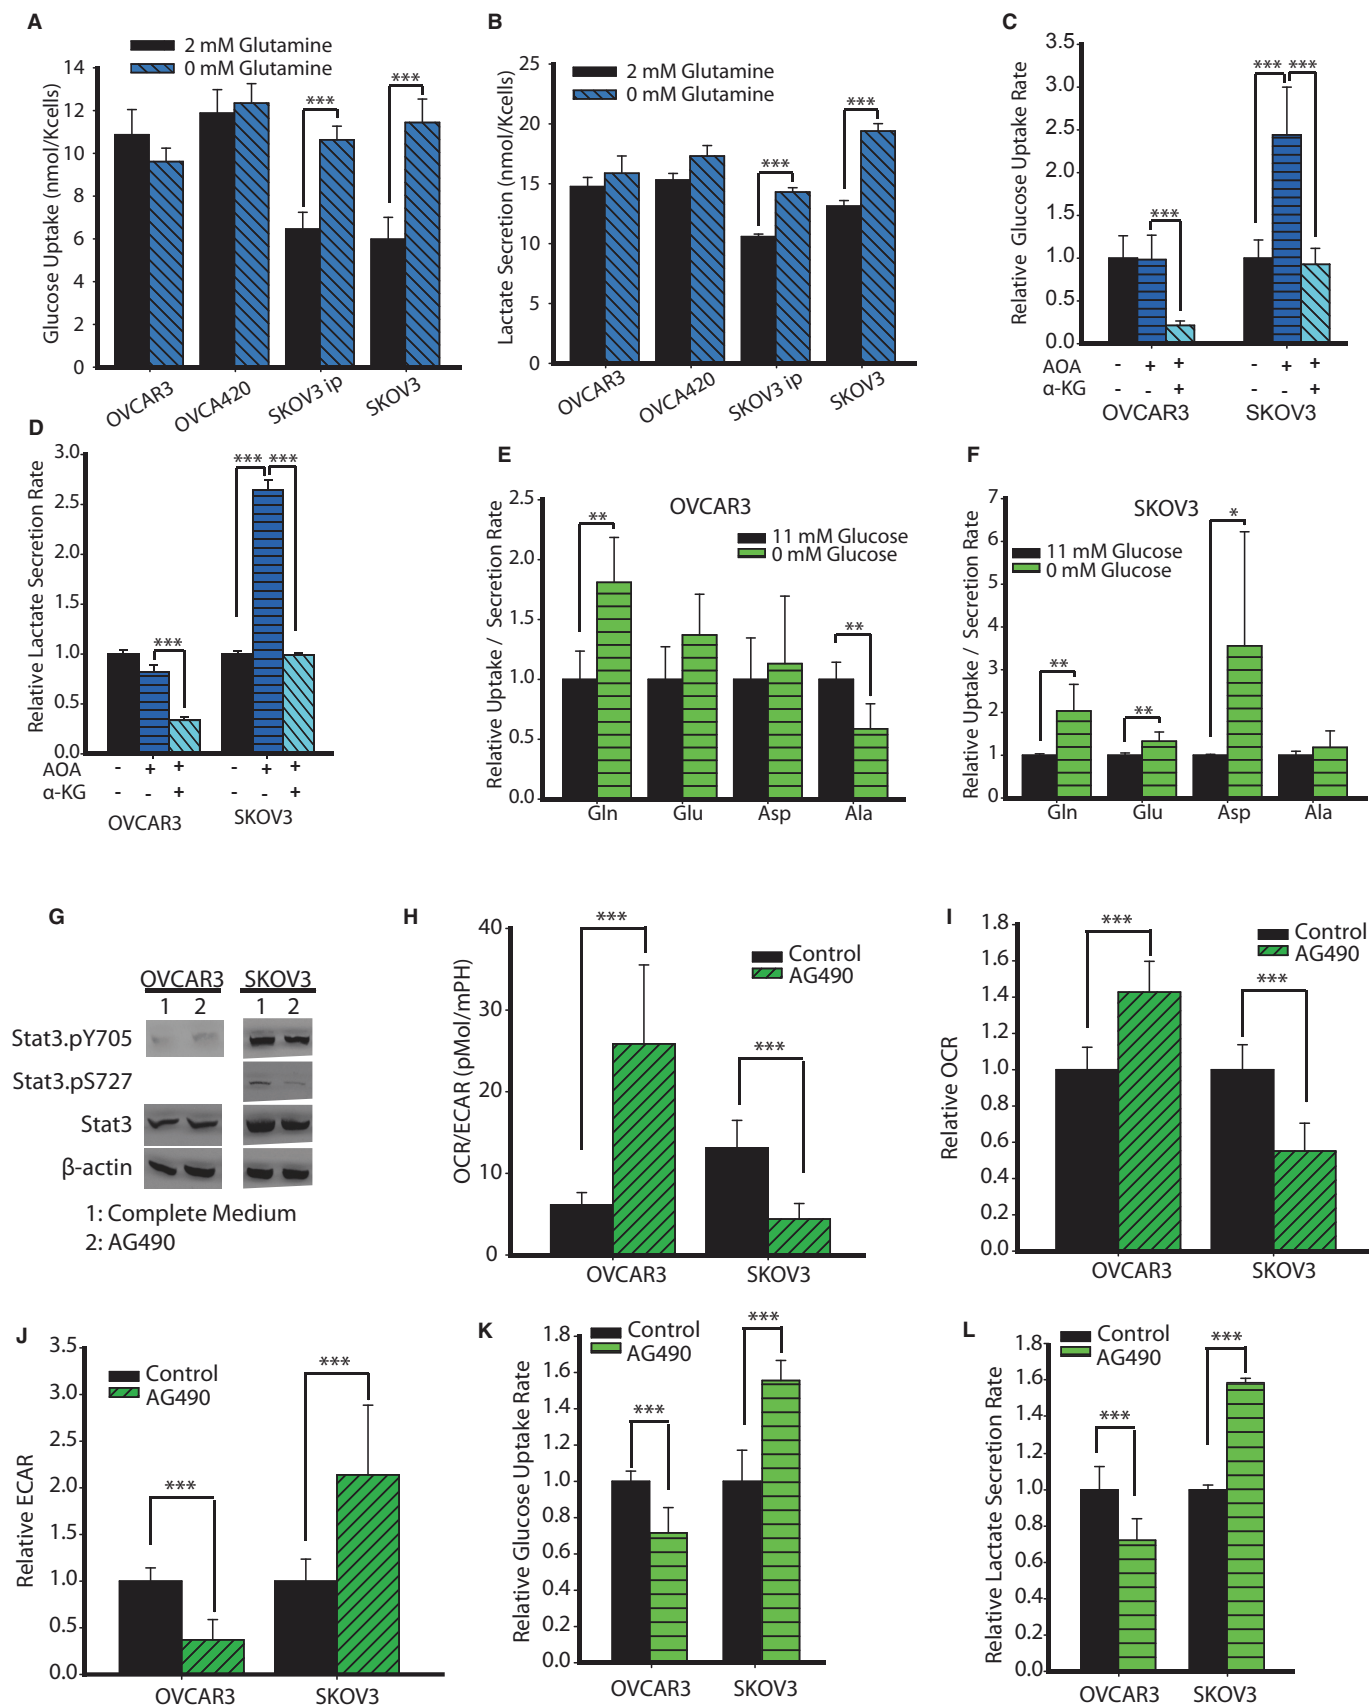 A
2 mM Glutamine
0 mM Glutamine
Glucose Uptake (nmol/Kcells)
14
12
10
8
6
4
2
0
***
***
OVCAR3
OVCA420
SKOV3 ip
SKOV3
B
2 mM Glutamine
0 mM Glutamine
Lactate Secretion (nmol/Kcells)
25
20
15
10
5
0
***
***
OVCAR3
OVCA420
SKOV3 ip
SKOV3
C
Relative Glucose Uptake Rate
3.5
3.0
2.5
2.0
1.5
1.0
0.5
0.0
***
*** ***
AOA - + + - + +
α-KG - - + - - +
OVCAR3 SKOV3
D
Relative Lactate Secretion Rate
3.0
2.5
2.0
1.5
1.0
0.5
0.0
***
*** ***
AOA - + + - + +
α-KG - - + - - +
OVCAR3 SKOV3
E
OVCAR3
11 mM Glucose
0 mM Glucose
Relative Uptake / Secretion Rate
2.5
2.0
1.5
1.0
0.5
0.0
**
**
Gln Glu Asp Ala
F
SKOV3
11 mM Glucose
0 mM Glucose
Relative Uptake / Secretion Rate
7
6
5
4
3
2
1
0
**
**
*
Gln Glu Asp Ala
G
OVCAR3 SKOV3
1 2 1 2
Stat3.pY705
Stat3.pS727
Stat3
β-actin
1: Complete Medium
2: AG490
H
Control
AG490
OCR/ECAR (pMol/mPH)
40
30
20
10
0
***
***
OVCAR3 SKOV3
I
Control
AG490
Relative OCR
1.8
1.6
1.4
1.2
1.0
0.8
0.6
0.4
0.2
0.0
***
***
OVCAR3 SKOV3
J
Control
AG490
Relative ECAR
3.5
3.0
2.5
2.0
1.5
1.0
0.5
0.0
***
***
OVCAR3 SKOV3
K
Control
AG490
Relative Glucose Uptake Rate
1.8
1.6
1.4
1.2
1.0
0.8
0.6
0.4
0.2
0.0
***
***
OVCAR3 SKOV3
L
Control
AG490
Relative Lactate Secretion Rate
1.8
1.6
1.4
1.2
1.0
0.8
0.6
0.4
0.2
0.0
***
***
OVCAR3 SKOV3